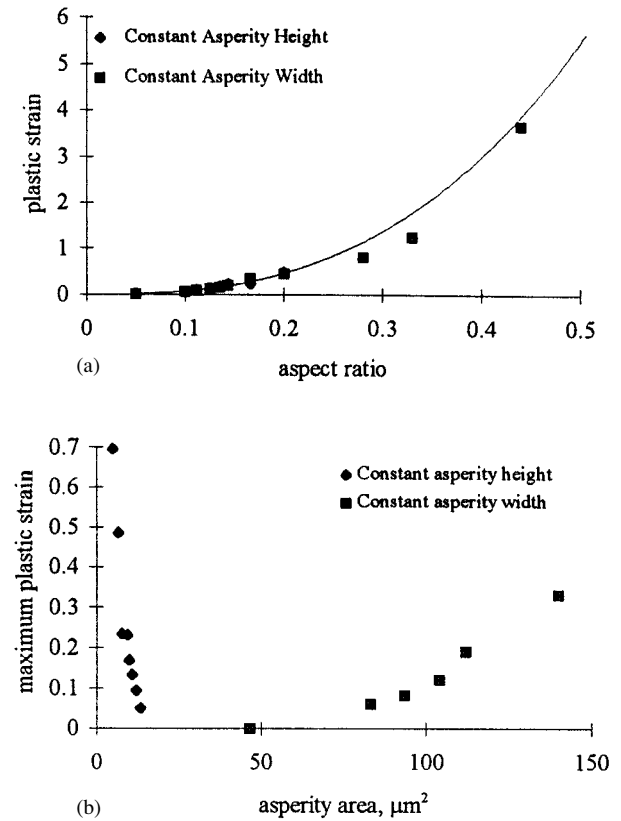 6
5
4
3
2
1
0
plastic strain
Constant Asperity Height
Constant Asperity Width
0 0.1 0.2 0.3 0.4 0.5
aspect ratio
(a)
0.7
0.6
0.5
0.4
0.3
0.2
0.1
0
maximum plastic strain
Constant asperity height
Constant asperity width
0 50 100 150
asperity area, μm²
(b)